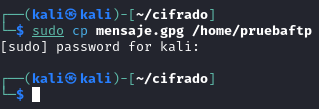 ┌──(kali㉿kali)-[~/cifrado]
└─$ sudo cp mensaje.gpg /home/pruebaftp
[sudo] password for kali:
┌──(kali㉿kali)-[~/cifrado]
└─$